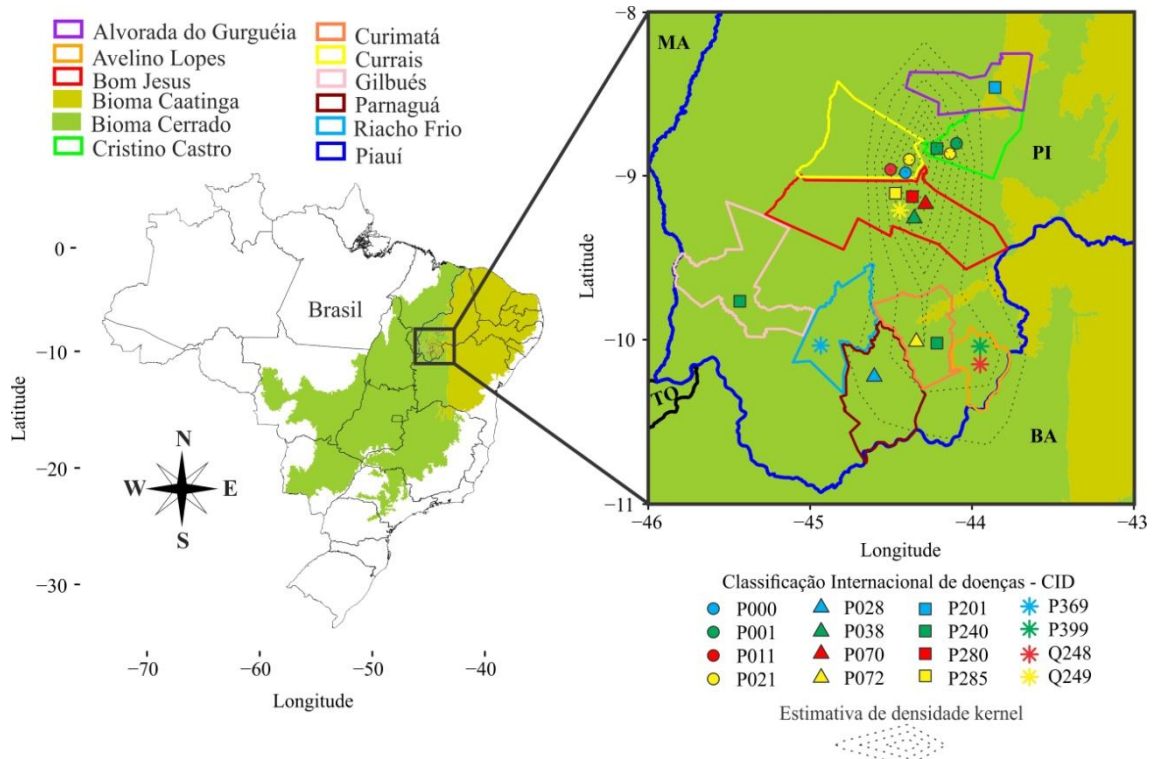 Alvorada do Gurguéia
Avelino Lopes
Bom Jesus
Bioma Caatinga
Bioma Cerrado
Cristino Castro
Curimatá
Currais
Gilbués
Parnaguá
Riacho Frio
Piauí
Latitude
0
−10
−20
−30
Brasil
N
W E
S
−70 −60 −50 −40
Longitude
Latitude
−8
−9
−10
−11
MA
PI
TO
BA
−46 −45 −44 −43
Longitude
Classificação Internacional de doenças - CID
P000 P028 P201 P369
P001 P038 P240 P399
P011 P070 P280 Q248
P021 P072 P285 Q249
Estimativa de densidade kernel